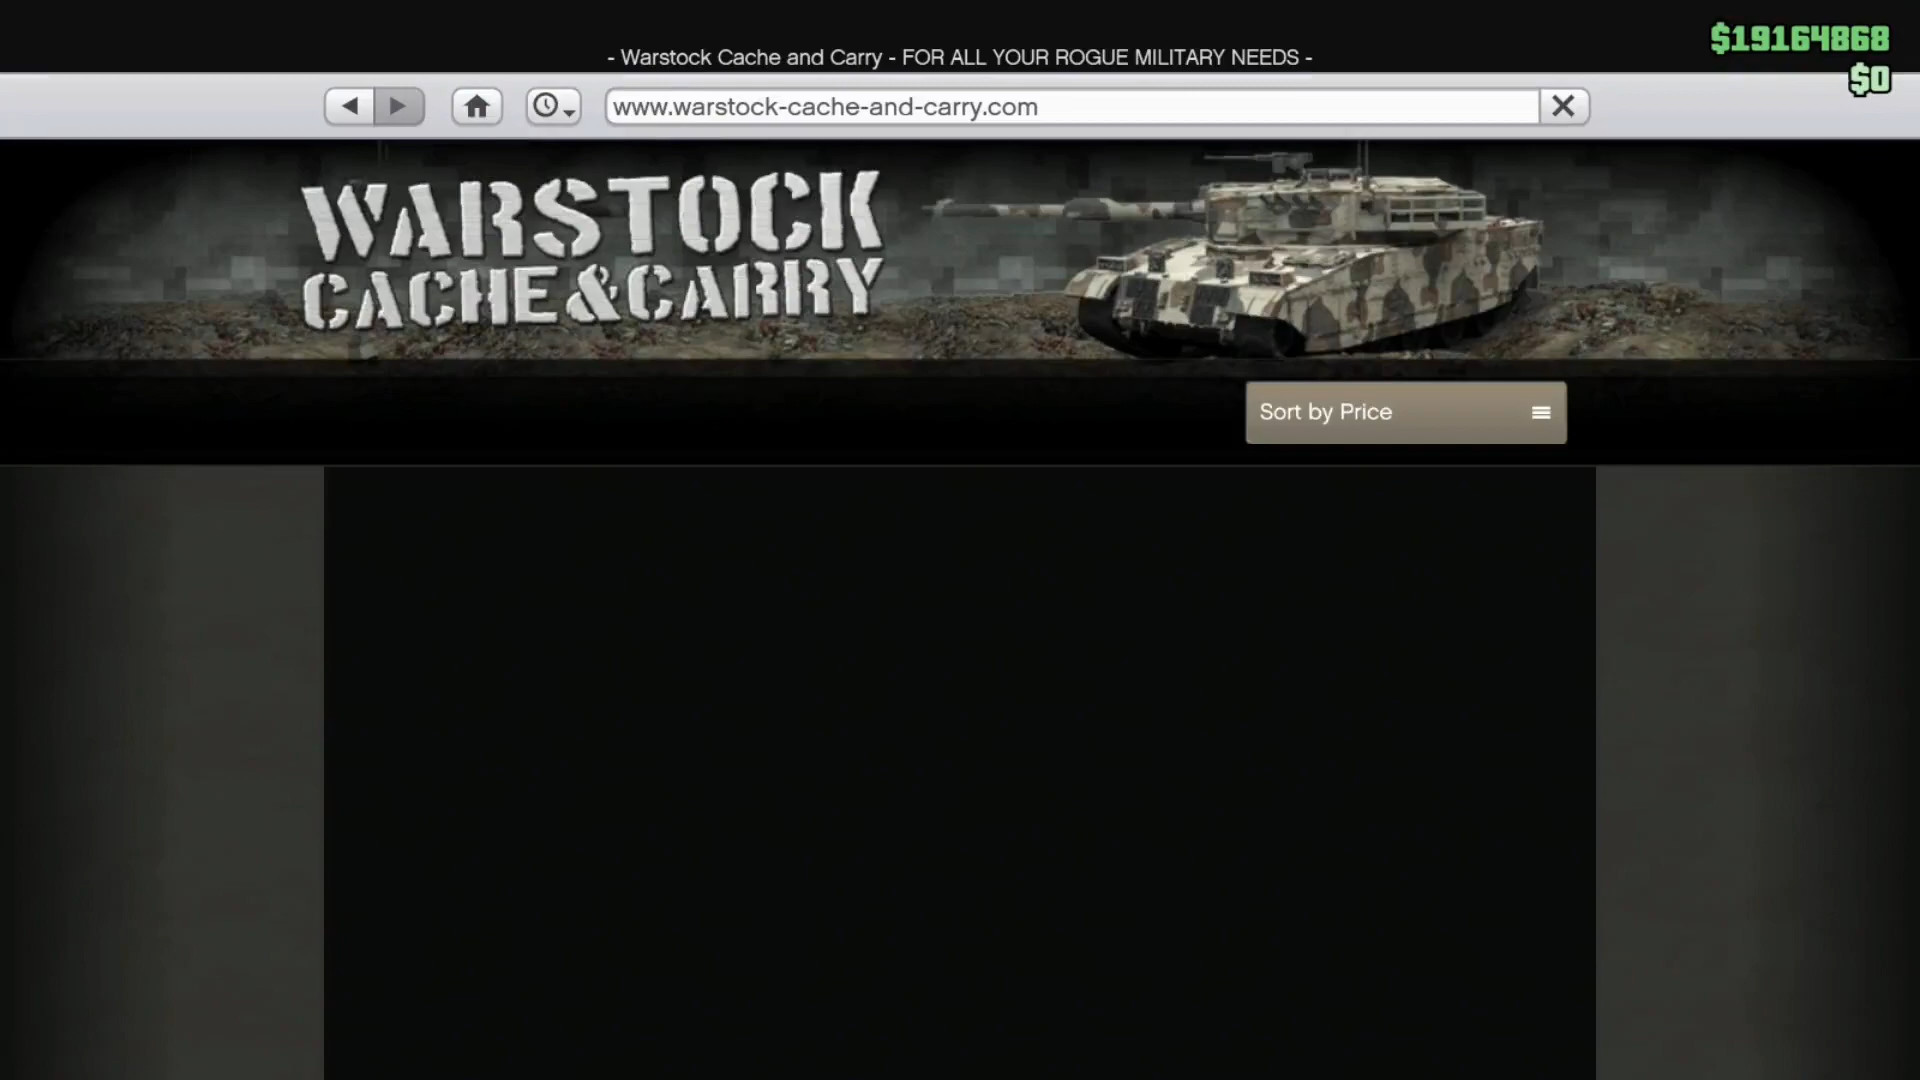 $19164868
- Warstock Cache and Carry - FOR ALL YOUR ROGUE MILITARY NEEDS -
$0
www.warstock-cache-and-carry.com
WARSTOCK
CACHE & CARRY
Sort by Price